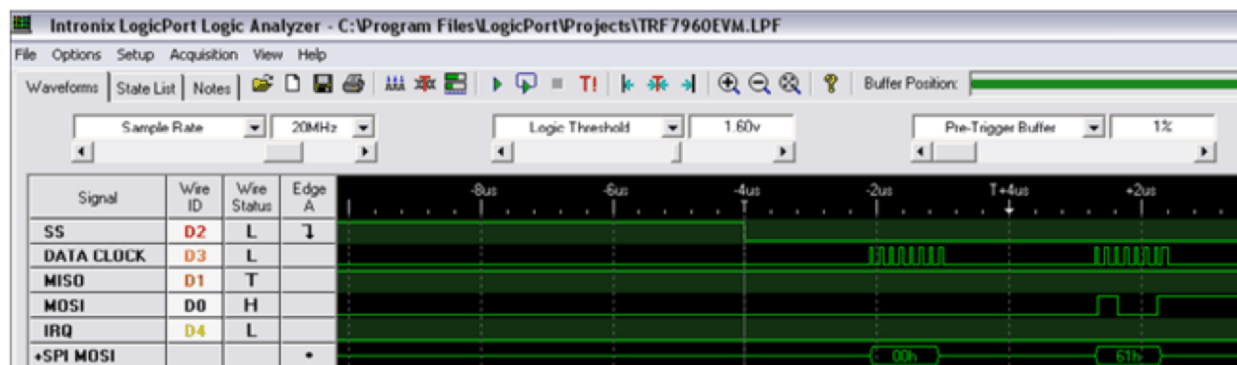 Intronix LogicPort Logic Analyzer - C:\Program Files\LogicPort\Projects\TRF7960EVM.LPF
File Options Setup Acquisition View Help
Waveforms State List Notes T! Buffer Position:
Sample Rate 20MHz Logic Threshold 1.60v Pre-Trigger Buffer 1%
Signal Wire ID Wire Status Edge A -8us -6us -4us -2us T+4us +2us
T
SS D2 L
DATA CLOCK D3 L
MISO D1 T
MOSI D0 H
IRQ D4 L
+SPI MOSI 00h 61h